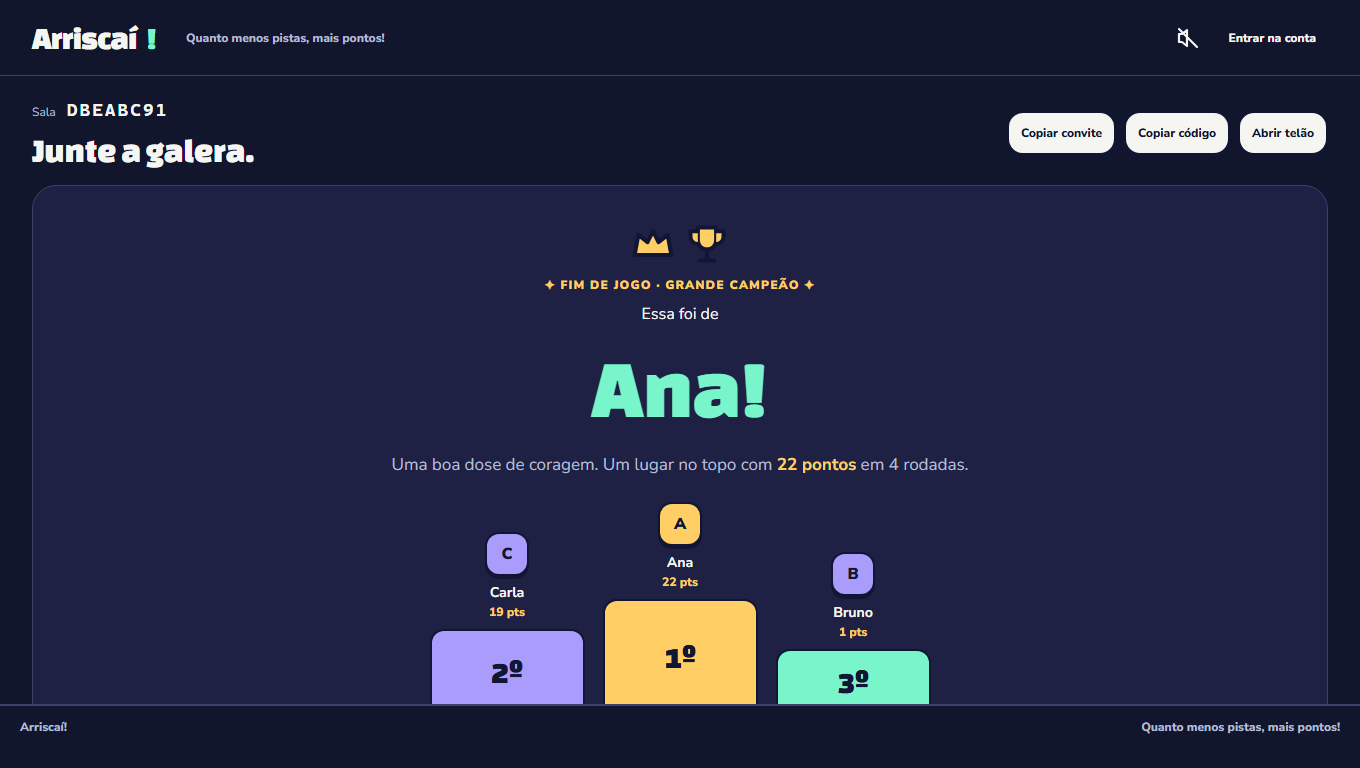 Arriscaí !
Quanto menos pistas, mais pontos!
Entrar na conta
Sala DBEABC91
Junte a galera.
Copiar convite
Copiar código
Abrir telão
✦ FIM DE JOGO · GRANDE CAMPEÃO ✦
Essa foi de
Ana!
Uma boa dose de coragem. Um lugar no topo com 22 pontos em 4 rodadas.
C
Carla
19 pts
2º
A
Ana
22 pts
1º
B
Bruno
1 pts
3º
Arriscaí!
Quanto menos pistas, mais pontos!